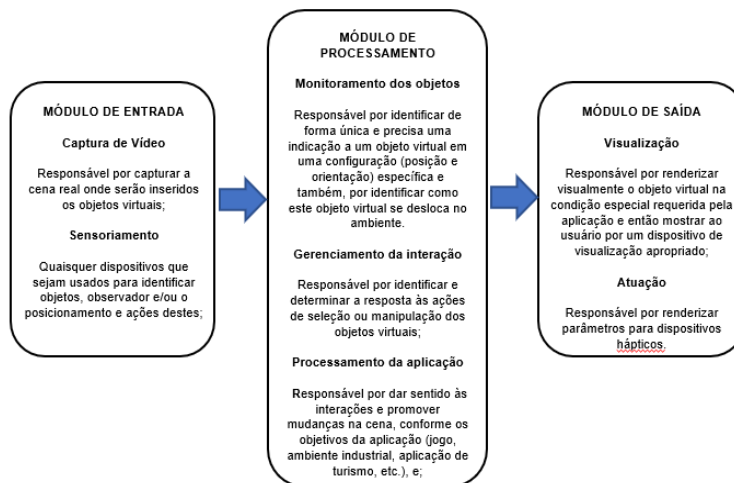 MÓDULO DE ENTRADA
Captura de Vídeo
Responsável por capturar a
cena real onde serão inseridos
os objetos virtuais;
Sensoriamento
Quaisquer dispositivos que
sejam usados para identificar
objetos, observador e/ou o
posicionamento e ações destes;
MÓDULO DE
PROCESSAMENTO
Monitoramento dos objetos
Responsável por identificar de
forma única e precisa uma
indicação a um objeto virtual em
uma configuração (posição e
orientação) específica e
também, por identificar como
este objeto virtual se desloca no
ambiente.
Gerenciamento da interação
Responsável por identificar e
determinar a resposta às ações
de seleção ou manipulação dos
objetos virtuais;
Processamento da aplicação
Responsável por dar sentido às
interações e promover
mudanças na cena, conforme os
objetivos da aplicação (jogo,
ambiente industrial, aplicação de
turismo, etc.), e;
MÓDULO DE SAÍDA
Visualização
Responsável por renderizar
visualmente o objeto virtual na
condição especial requerida pela
aplicação e então mostrar ao
usuário por um dispositivo de
visualização apropriado;
Atuação
Responsável por renderizar
parâmetros para dispositivos
hápticos.